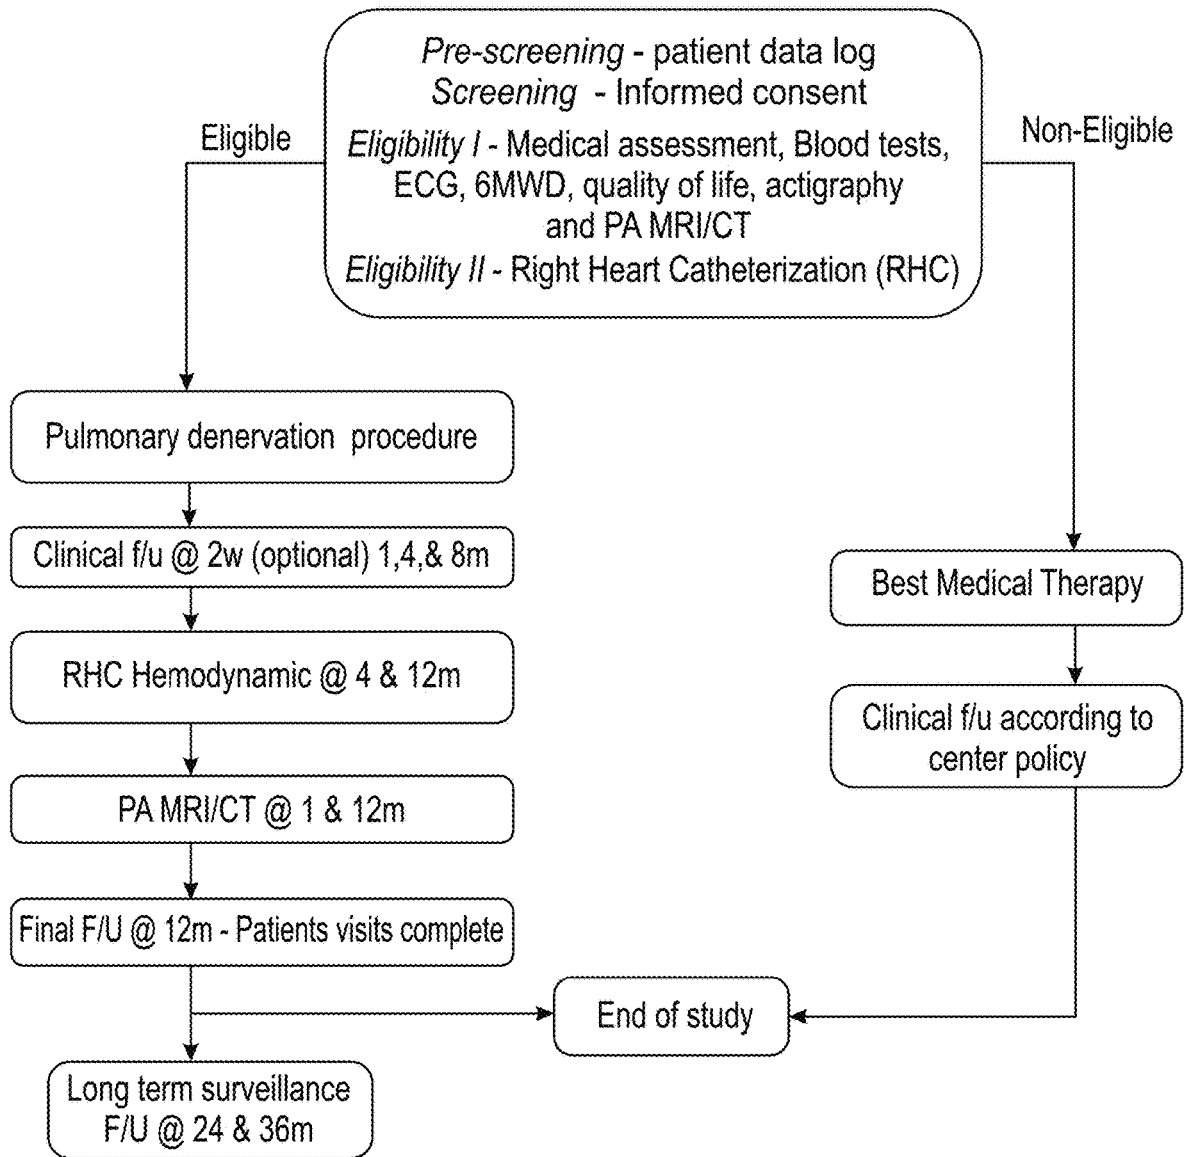 Pre-screening - patient data log
Screening - Informed consent
Eligible
Non-Eligible
Eligibility I - Medical assessment, Blood tests,
ECG, 6MWD, quality of life, actigraphy
and PA MRI/CT
Eligibility II - Right Heart Catheterization (RHC)
Pulmonary denervation procedure
Clinical f/u @ 2w (optional) 1,4,& 8m
RHC Hemodynamic @ 4 & 12m
PA MRI/CT @ 1 & 12m
Final F/U @ 12m - Patients visits complete
Long term surveillance
F/U @ 24 & 36m
Best Medical Therapy
Clinical f/u according to
center policy
End of study